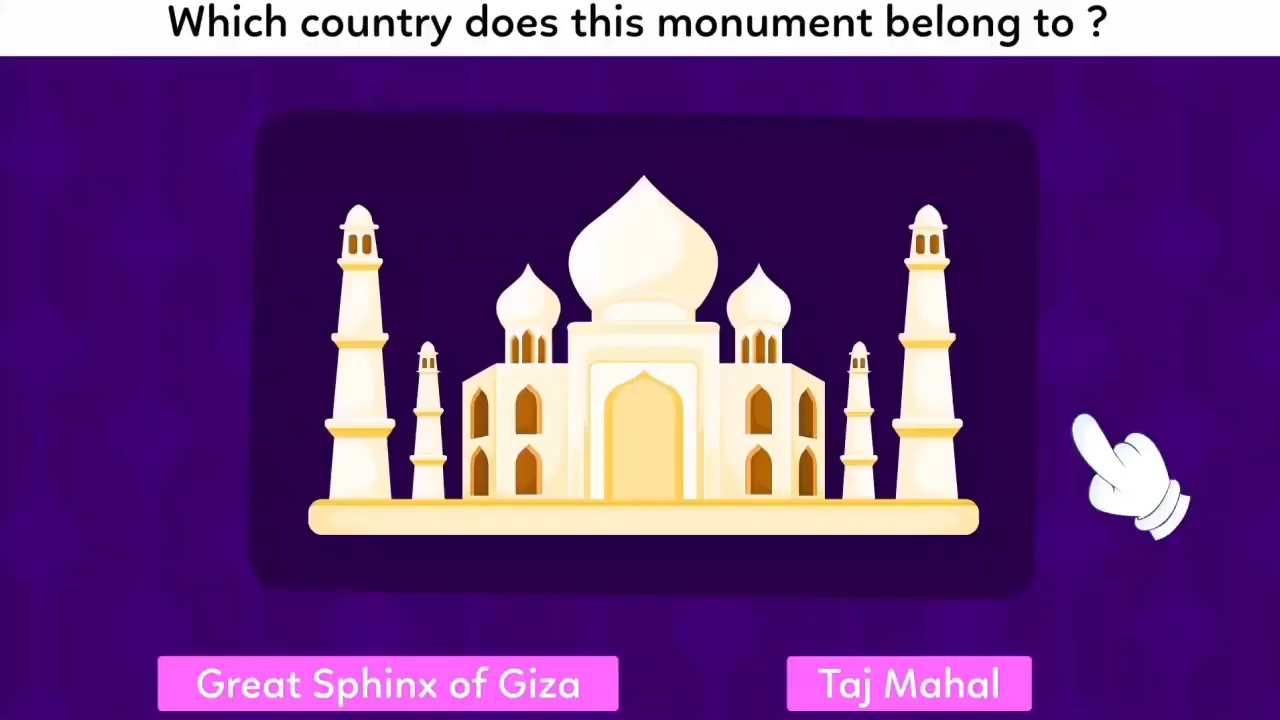 Which country does this monument belong to ?
Great Sphinx of Giza
Taj Mahal